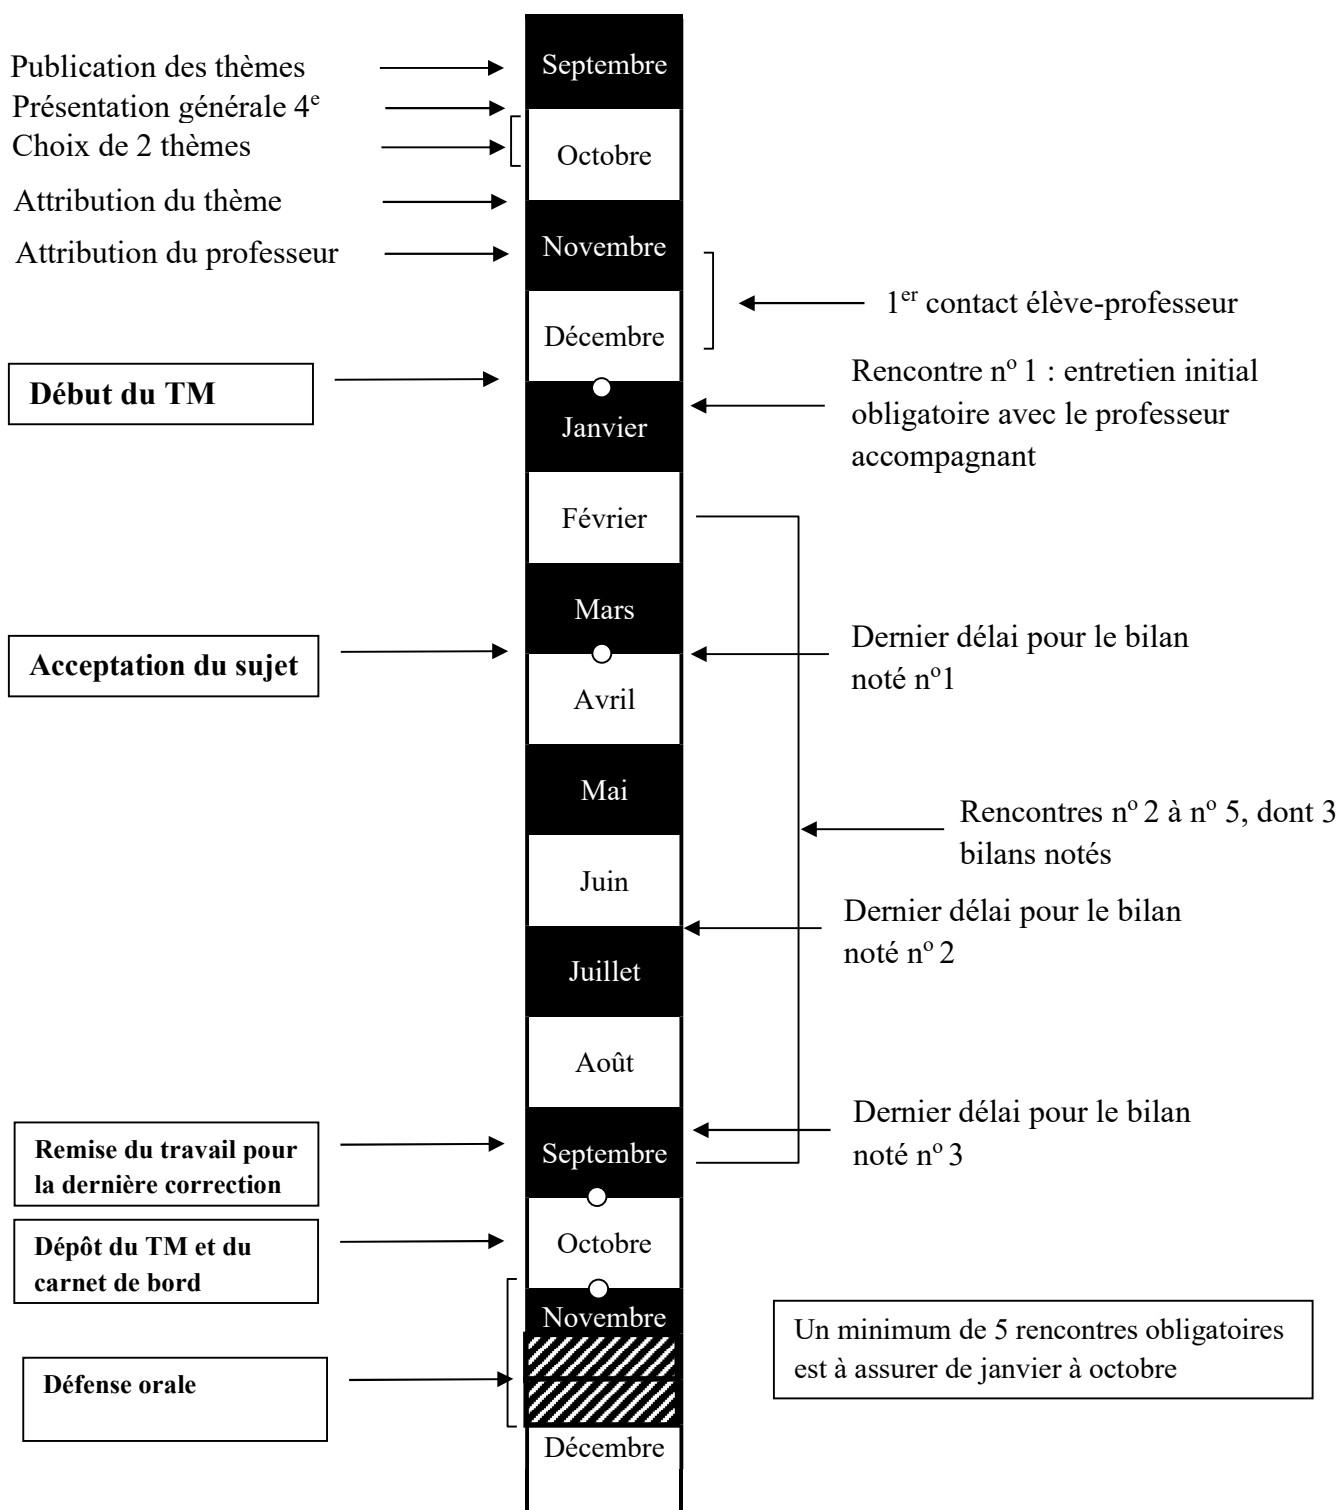 Septembre
Publication des thèmes
Présentation générale 4e
Choix de 2 thèmes
Octobre
Attribution du thème
Novembre
Attribution du professeur
1er contact élève-professeur
Décembre
Début du TM
Rencontre nº 1 : entretien initial
obligatoire avec le professeur
accompagnant
Janvier
Février
Mars
Acceptation du sujet
Dernier délai pour le bilan
noté nº1
Avril
Mai
Rencontres nº 2 à nº 5, dont 3
bilans notés
Juin
Dernier délai pour le bilan
noté nº 2
Juillet
Août
Dernier délai pour le bilan
noté nº 3
Remise du travail pour
la dernière correction
Septembre
Dépôt du TM et du
carnet de bord
Octobre
Novembre
Un minimum de 5 rencontres obligatoires
est à assurer de janvier à octobre
Défense orale
Décembre